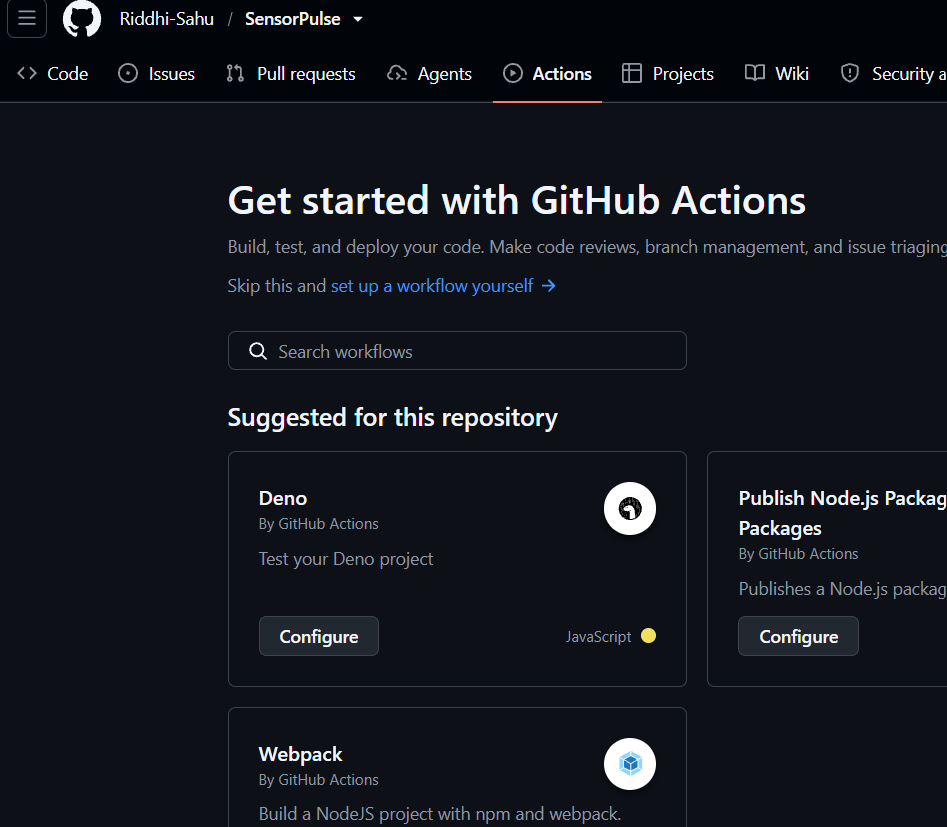 Riddhi-Sahu / SensorPulse
Code Issues Pull requests Agents Actions Projects Wiki Security a
Get started with GitHub Actions
Build, test, and deploy your code. Make code reviews, branch management, and issue triaging
Skip this and set up a workflow yourself →
Search workflows
Suggested for this repository
Deno
By GitHub Actions
Test your Deno project
Configure
JavaScript
Publish Node.js Packag
Packages
By GitHub Actions
Publishes a Node.js packag
Configure
Webpack
By GitHub Actions
Build a NodeJS project with npm and webpack.